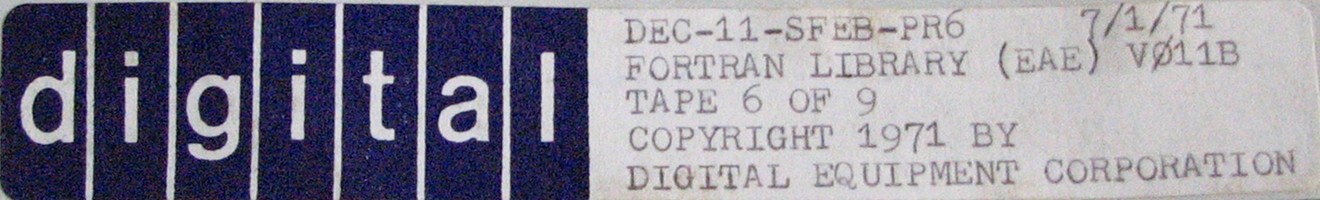 digital
DEC-11-SFEB-PR6 7/1/71
FORTRAN LIBRARY (EAE) VØ11B
TAPE 6 OF 9
COPYRIGHT 1971 BY
DIGITAL EQUIPMENT CORPORATION